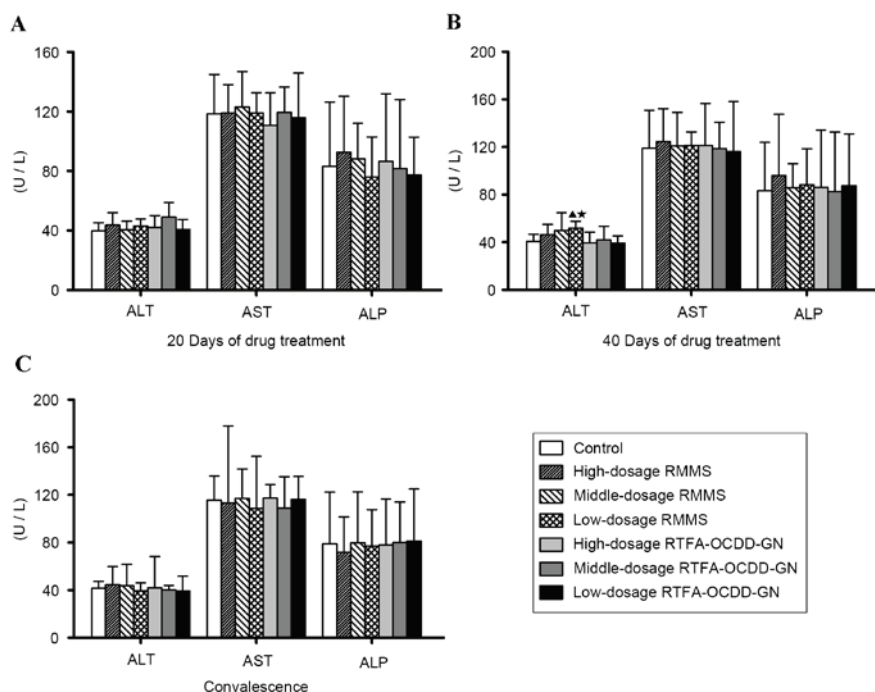 A
160
120
80
40
0
(U / L)
ALT AST ALP
20 Days of drug treatment
B
200
160
120
80
40
0
(U / L)
▲★
ALT AST ALP
40 Days of drug treatment
C
200
160
120
80
40
0
(U / L)
ALT AST ALP
Convalescence
Control
High-dosage RMMS
Middle-dosage RMMS
Low-dosage RMMS
High-dosage RTFA-OCDD-GN
Middle-dosage RTFA-OCDD-GN
Low-dosage RTFA-OCDD-GN